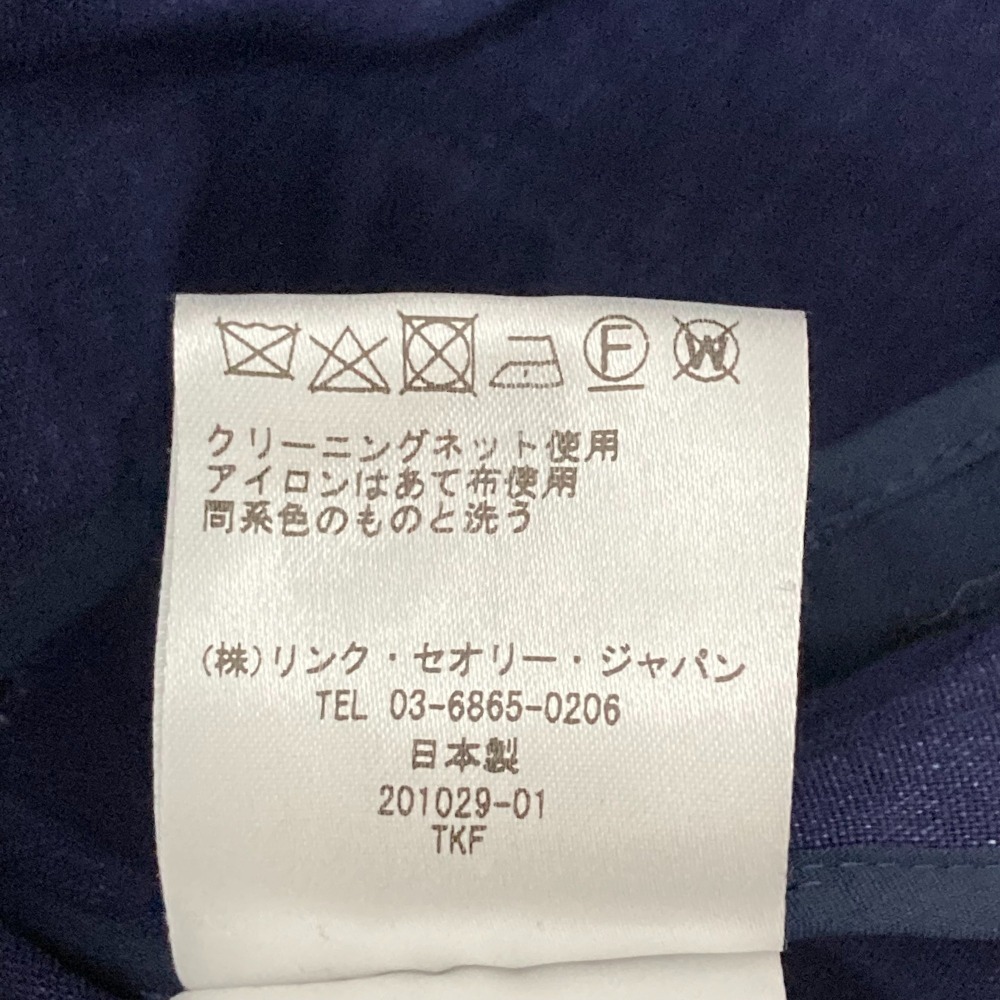 F W
クリーニングネット使用
アイロンはあて布使用
同系色のものと洗う
(株)リンク・セオリー・ジャパン
TEL 03-6865-0206
日本製
201029-01
TKF